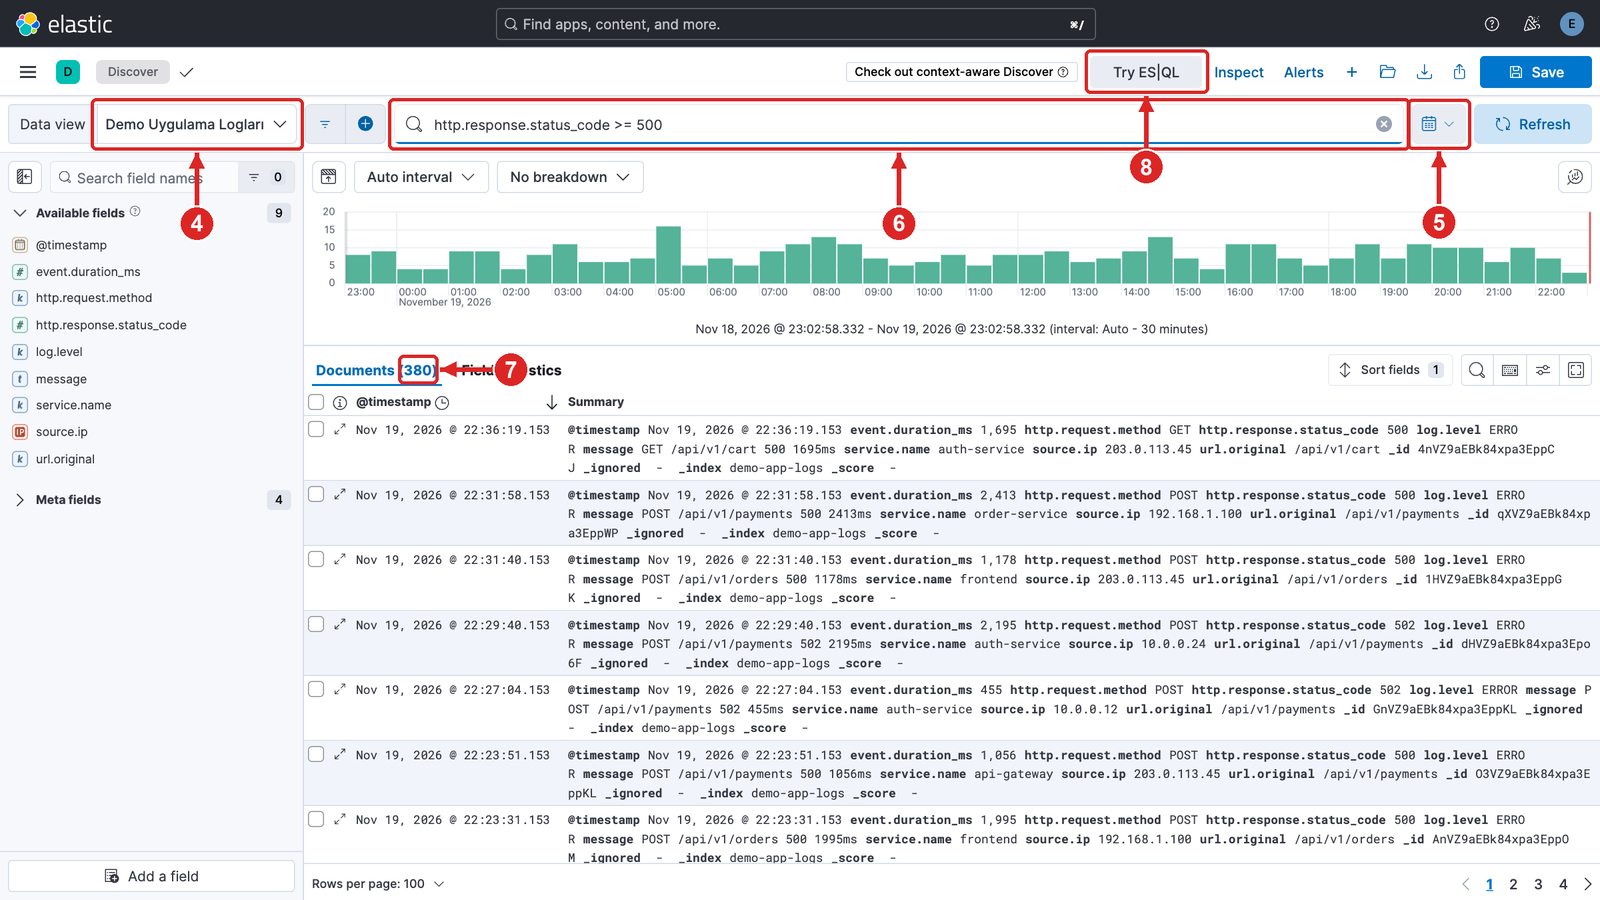 elastic
Find apps, content, and more.
⌘/
E
D
Discover
Check out context-aware Discover
Try ES|QL
Inspect
Alerts
Save
Data view
Demo Uygulama Logları
http.response.status_code >= 500
Refresh
8
4
6
5
7
Search field names
0
Auto interval
No breakdown
Available fields
9
@timestamp
# event.duration_ms
k http.request.method
# http.response.status_code
k log.level
t message
k service.name
IP source.ip
k url.original
Meta fields
4
Add a field
20
15
10
5
0
23:00 00:00 01:00 02:00 03:00 04:00 05:00 06:00 07:00 08:00 09:00 10:00 11:00 12:00 13:00 14:00 15:00 16:00 17:00 18:00 19:00 20:00 21:00 22:00
November 19, 2026
Nov 18, 2026 @ 23:02:58.332 - Nov 19, 2026 @ 23:02:58.332 (interval: Auto - 30 minutes)
Documents (380)
Sort fields 1
@timestamp
Summary
Nov 19, 2026 @ 22:36:19.153
@timestamp Nov 19, 2026 @ 22:36:19.153 event.duration_ms 1,695 http.request.method GET http.response.status_code 500 log.level ERRO
R message GET /api/v1/cart 500 1695ms service.name auth-service source.ip 203.0.113.45 url.original /api/v1/cart _id 4nVZ9aEBk84xpa3EppC
J _ignored - _index demo-app-logs _score -
Nov 19, 2026 @ 22:31:58.153
@timestamp Nov 19, 2026 @ 22:31:58.153 event.duration_ms 2,413 http.request.method POST http.response.status_code 500 log.level ERRO
R message POST /api/v1/payments 500 2413ms service.name order-service source.ip 192.168.1.100 url.original /api/v1/payments _id qXVZ9aEBk84xp
a3EppWP _ignored - _index demo-app-logs _score -
Nov 19, 2026 @ 22:31:40.153
@timestamp Nov 19, 2026 @ 22:31:40.153 event.duration_ms 1,178 http.request.method POST http.response.status_code 500 log.level ERRO
R message POST /api/v1/orders 500 1178ms service.name frontend source.ip 203.0.113.45 url.original /api/v1/orders _id 1HVZ9aEBk84xpa3EppG
K _ignored - _index demo-app-logs _score -
Nov 19, 2026 @ 22:29:40.153
@timestamp Nov 19, 2026 @ 22:29:40.153 event.duration_ms 2,195 http.request.method POST http.response.status_code 502 log.level ERRO
R message POST /api/v1/payments 502 2195ms service.name auth-service source.ip 10.0.0.24 url.original /api/v1/payments _id dHVZ9aEBk84xpa3Epo
6F _ignored - _index demo-app-logs _score -
Nov 19, 2026 @ 22:27:04.153
@timestamp Nov 19, 2026 @ 22:27:04.153 event.duration_ms 455 http.request.method POST http.response.status_code 502 log.level ERROR message P
OST /api/v1/payments 502 455ms service.name auth-service source.ip 10.0.0.12 url.original /api/v1/payments _id GnVZ9aEBk84xpa3EppKL _ignored
- _index demo-app-logs _score -
Nov 19, 2026 @ 22:23:51.153
@timestamp Nov 19, 2026 @ 22:23:51.153 event.duration_ms 1,056 http.request.method POST http.response.status_code 500 log.level ERRO
R message POST /api/v1/payments 500 1056ms service.name api-gateway source.ip 203.0.113.45 url.original /api/v1/payments _id O3VZ9aEBk84xpa3E
ppKL _ignored - _index demo-app-logs _score -
Nov 19, 2026 @ 22:23:31.153
@timestamp Nov 19, 2026 @ 22:23:31.153 event.duration_ms 1,995 http.request.method POST http.response.status_code 500 log.level ERRO
R message POST /api/v1/orders 500 1995ms service.name frontend source.ip 192.168.1.100 url.original /api/v1/orders _id AnVZ9aEBk84xpa3EppO
M _ignored - _index demo-app-logs _score -
Rows per page: 100
1 2 3 4